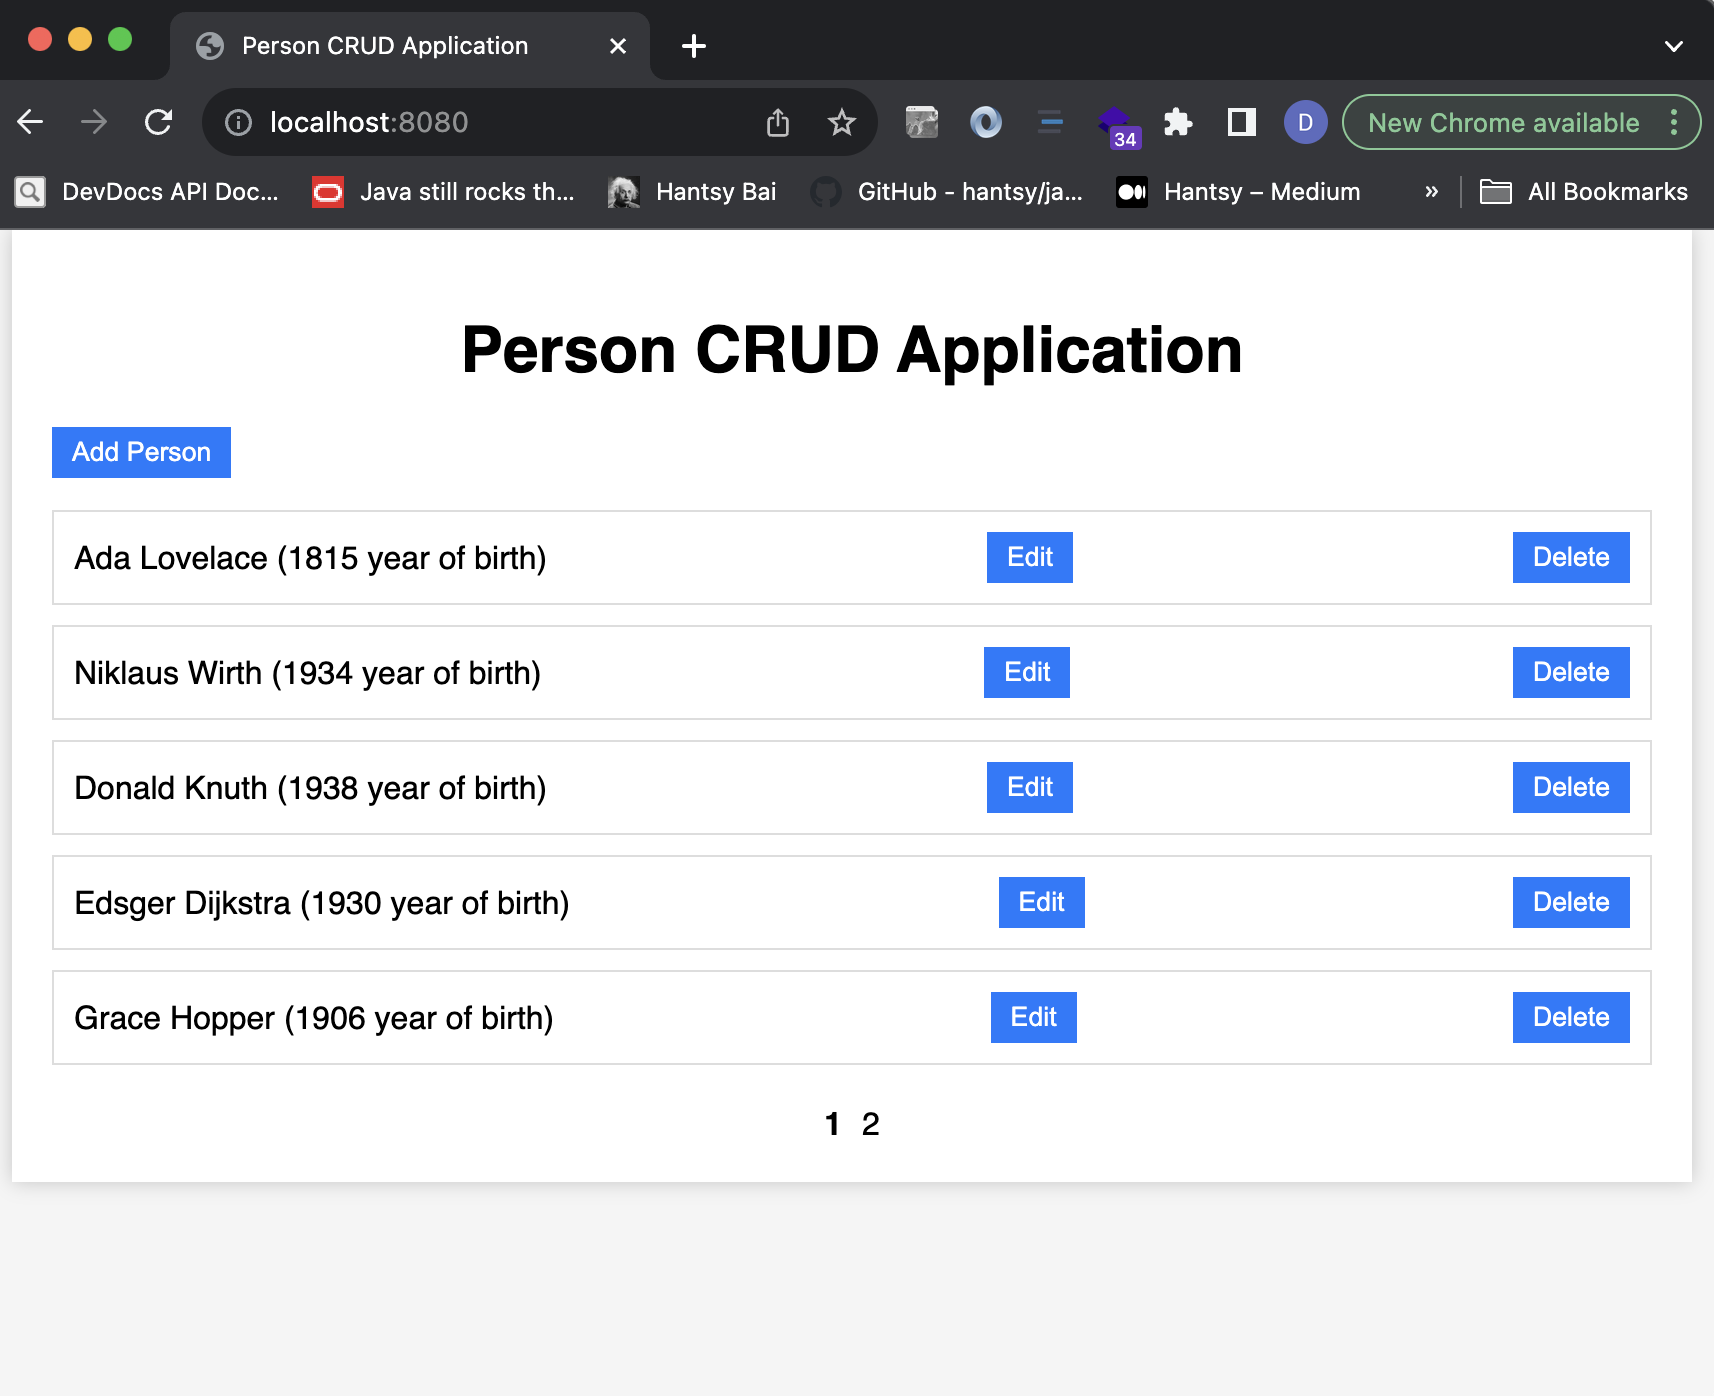 Person CRUD Application
localhost:8080
34
D
New Chrome available
DevDocs API Doc...
Java still rocks th...
Hantsy Bai
GitHub - hantsy/ja...
Hantsy – Medium
»
All Bookmarks
Person CRUD Application
Add Person
Ada Lovelace (1815 year of birth) Edit Delete
Niklaus Wirth (1934 year of birth) Edit Delete
Donald Knuth (1938 year of birth) Edit Delete
Edsger Dijkstra (1930 year of birth) Edit Delete
Grace Hopper (1906 year of birth) Edit Delete
1 2